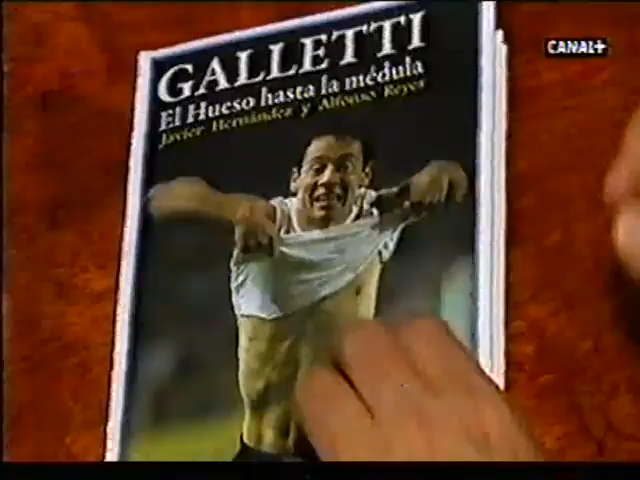 GALLETTI
El Hueso hasta la médula
Javier Hernández y Alfonso Reyes
CANAL+